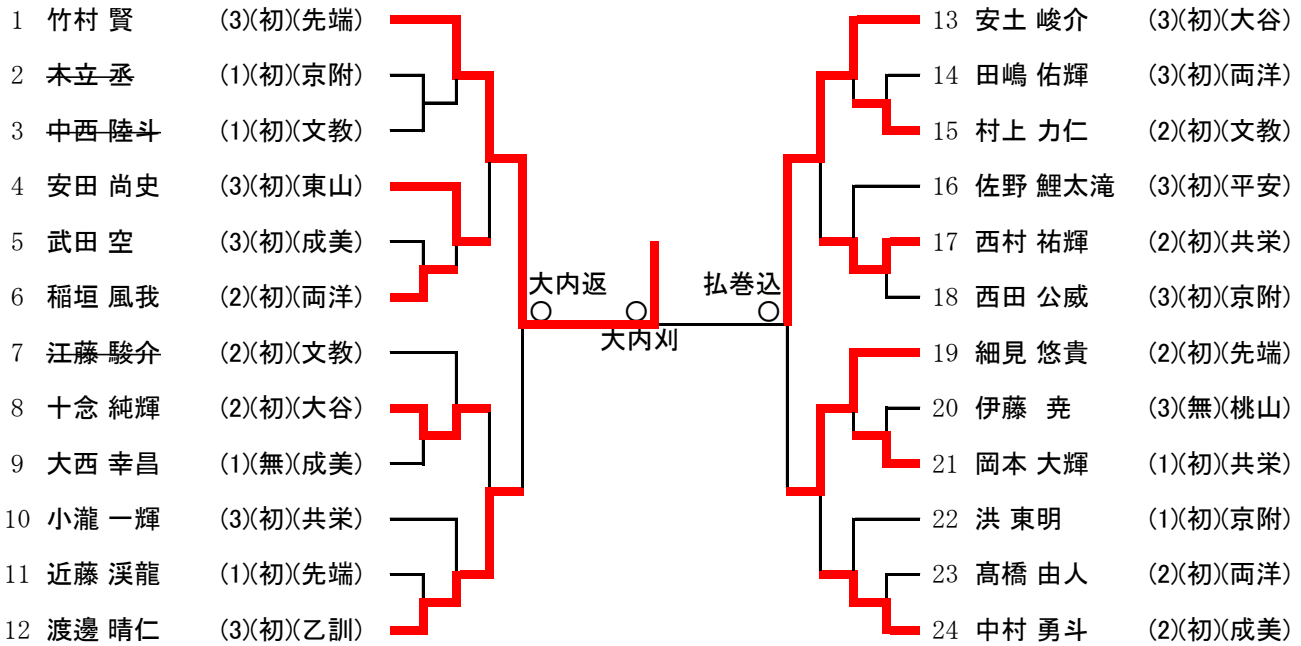 1 竹村 賢 (3)(初)(先端)
2 木立 丞 (1)(初)(京附)
3 中西 陸斗 (1)(初)(文教)
4 安田 尚史 (3)(初)(東山)
5 武田 空 (3)(初)(成美)
6 稲垣 風我 (2)(初)(両洋)
7 江藤 駿介 (2)(初)(文教)
8 十念 純輝 (2)(初)(大谷)
9 大西 幸昌 (1)(無)(成美)
10 小瀧 一輝 (3)(初)(共栄)
11 近藤 渓龍 (1)(初)(先端)
12 渡邊 晴仁 (3)(初)(乙訓)
大内返
○
○
大内刈
払巻込
○
13 安土 峻介 (3)(初)(大谷)
14 田嶋 佑輝 (3)(初)(両洋)
15 村上 力仁 (2)(初)(文教)
16 佐野 鯉太滝 (3)(初)(平安)
17 西村 祐輝 (2)(初)(共栄)
18 西田 公威 (3)(初)(京附)
19 細見 悠貴 (2)(初)(先端)
20 伊藤 尭 (3)(無)(桃山)
21 岡本 大輝 (1)(初)(共栄)
22 洪 東明 (1)(初)(京附)
23 髙橋 由人 (2)(初)(両洋)
24 中村 勇斗 (2)(初)(成美)